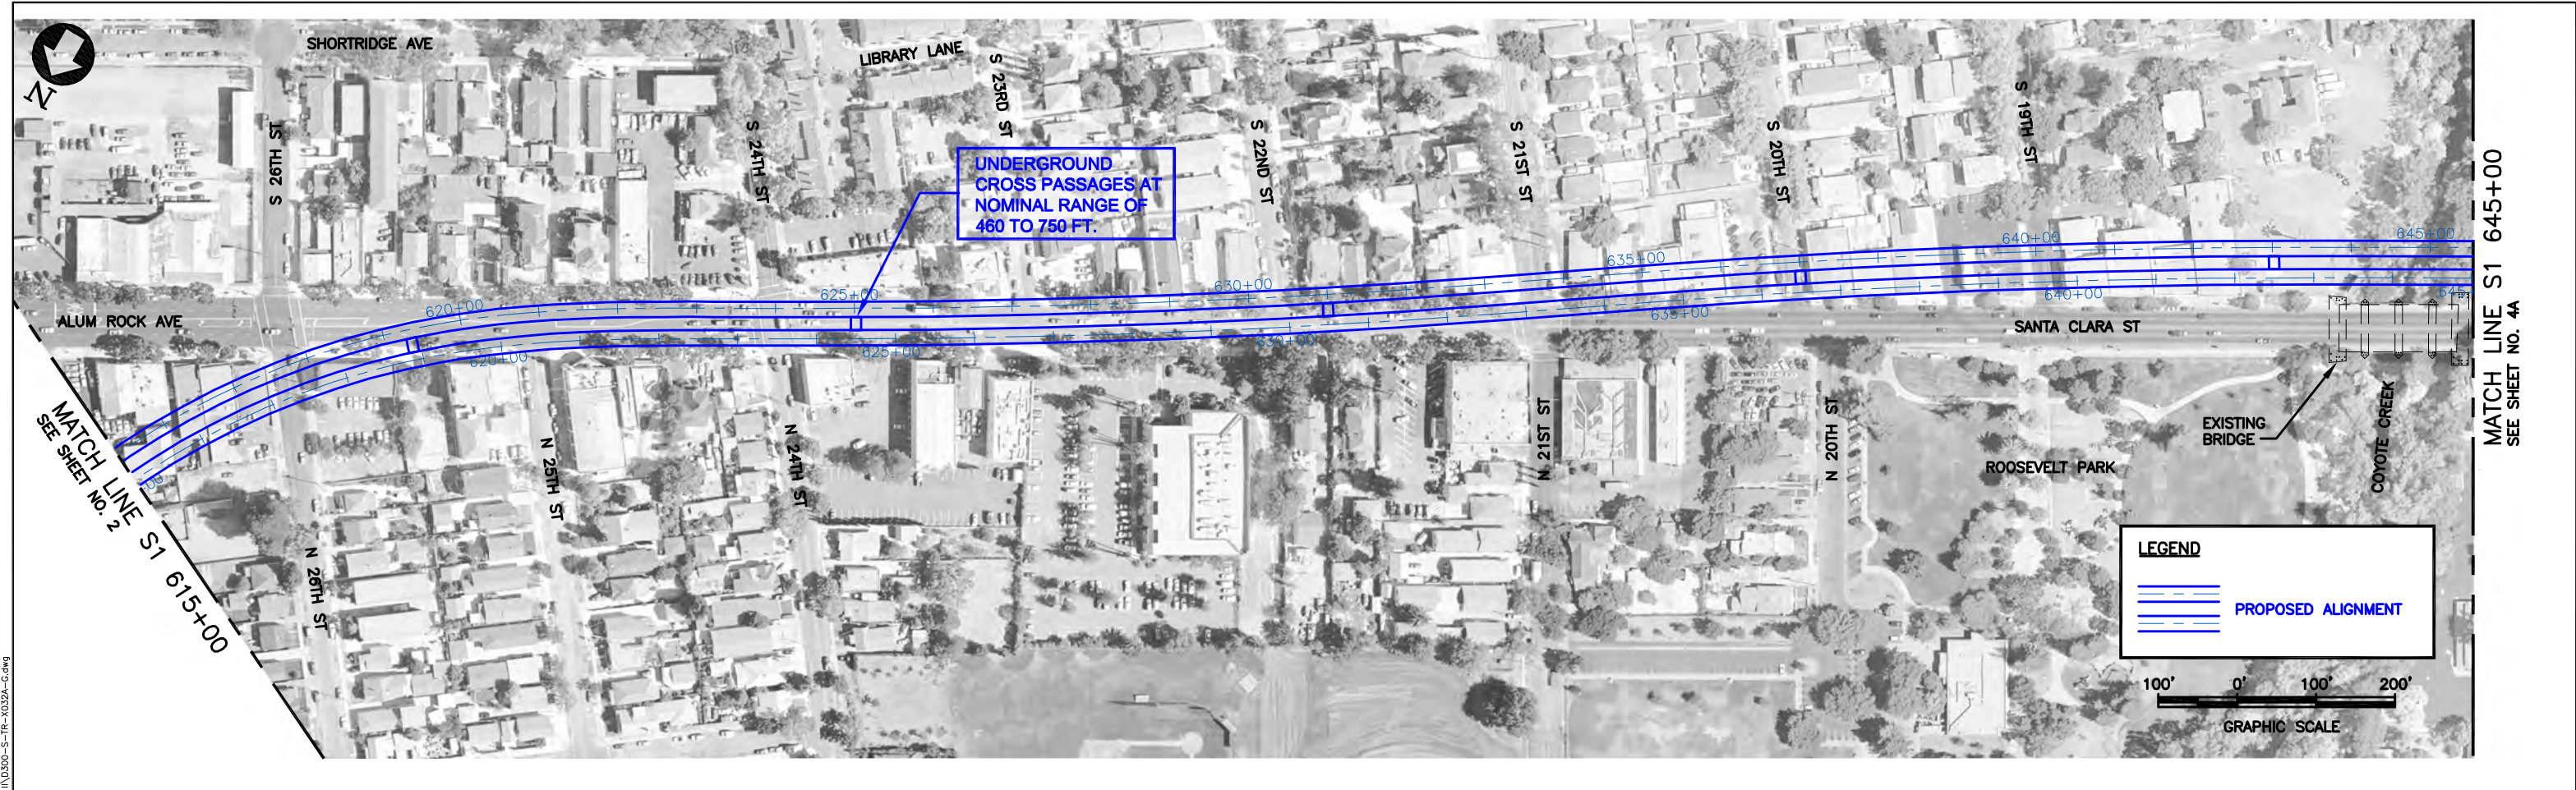 N
SHORTRIDGE AVE
LIBRARY LANE
S 23RD ST
S 26TH ST
S 24TH ST
S 22ND ST
S 21ST ST
S 20TH ST
S 19TH ST
UNDERGROUND
CROSS PASSAGES AT
NOMINAL RANGE OF
460 TO 750 FT.
620+00
625+00
630+00
635+00
640+00
645+00
620+00
625+00
630+00
635+00
640+00
ALUM ROCK AVE
SANTA CLARA ST
MATCH LINE S1 615+00
SEE SHEET NO. 2
MATCH LINE S1 645+00
SEE SHEET NO. 4A
N 26TH ST
N 25TH ST
N 24TH ST
N 21ST ST
N 20TH ST
ROOSEVELT PARK
EXISTING
BRIDGE
COYOTE CREEK
LEGEND
PROPOSED ALIGNMENT
100' 0' 100' 200'
GRAPHIC SCALE
II\D300-S-TR-X032A-G.dwg